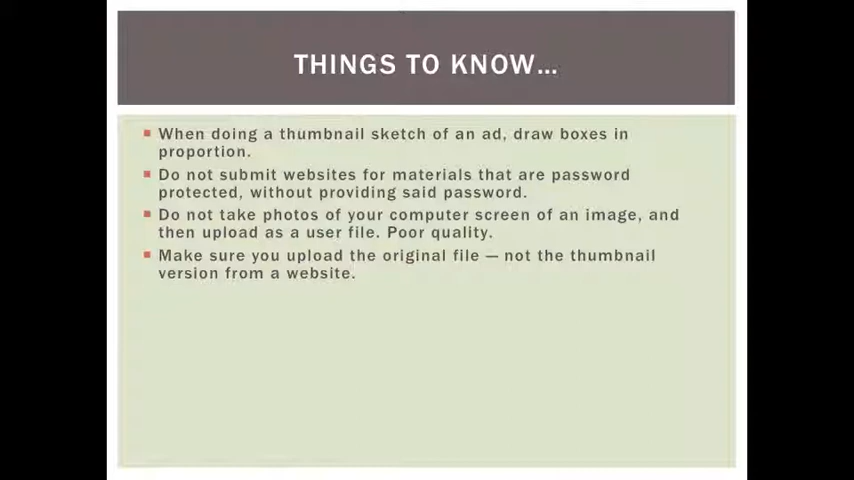 THINGS TO KNOW...
When doing a thumbnail sketch of an ad, draw boxes in
proportion.
Do not submit websites for materials that are password
protected, without providing said password.
Do not take photos of your computer screen of an image, and
then upload as a user file. Poor quality.
Make sure you upload the original file — not the thumbnail
version from a website.